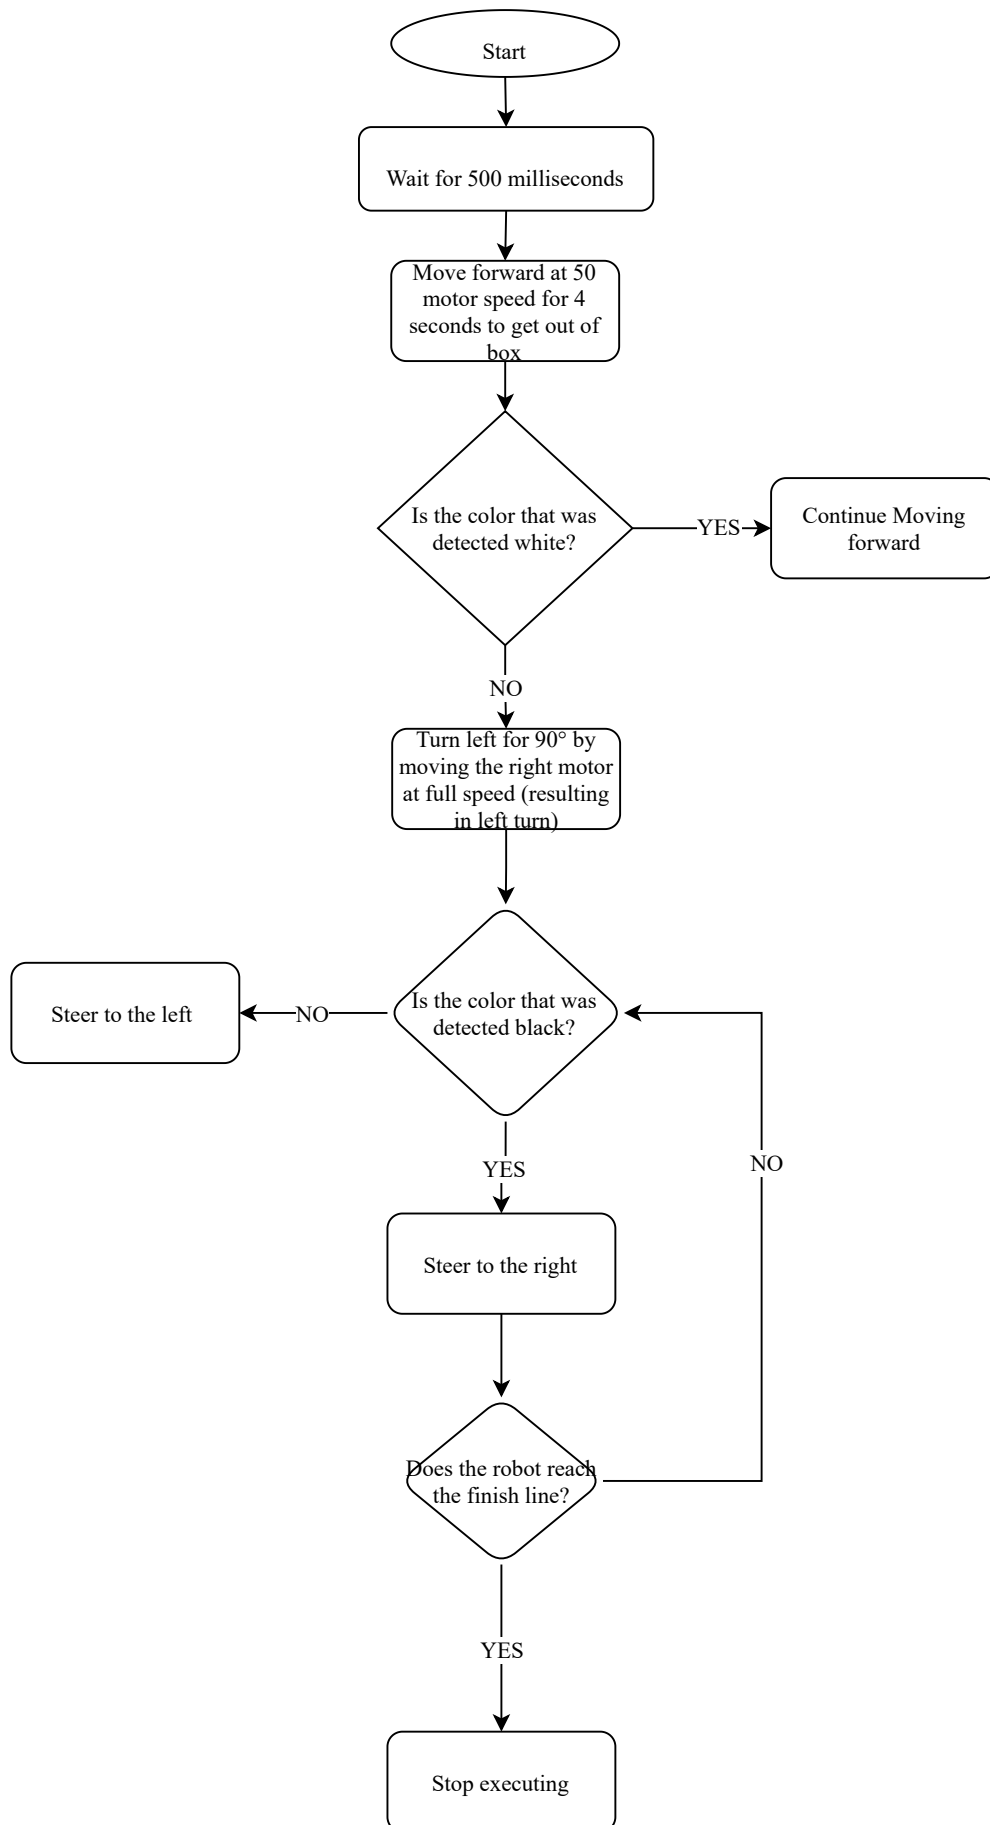 Start
Wait for 500 milliseconds
Move forward at 50
motor speed for 4
seconds to get out of
box
Is the color that was
detected white?
YES
Continue Moving
forward
NO
Turn left for 90° by
moving the right motor
at full speed (resulting
in left turn)
Is the color that was
detected black?
NO
Steer to the left
YES
NO
Steer to the right
Does the robot reach
the finish line?
YES
Stop executing